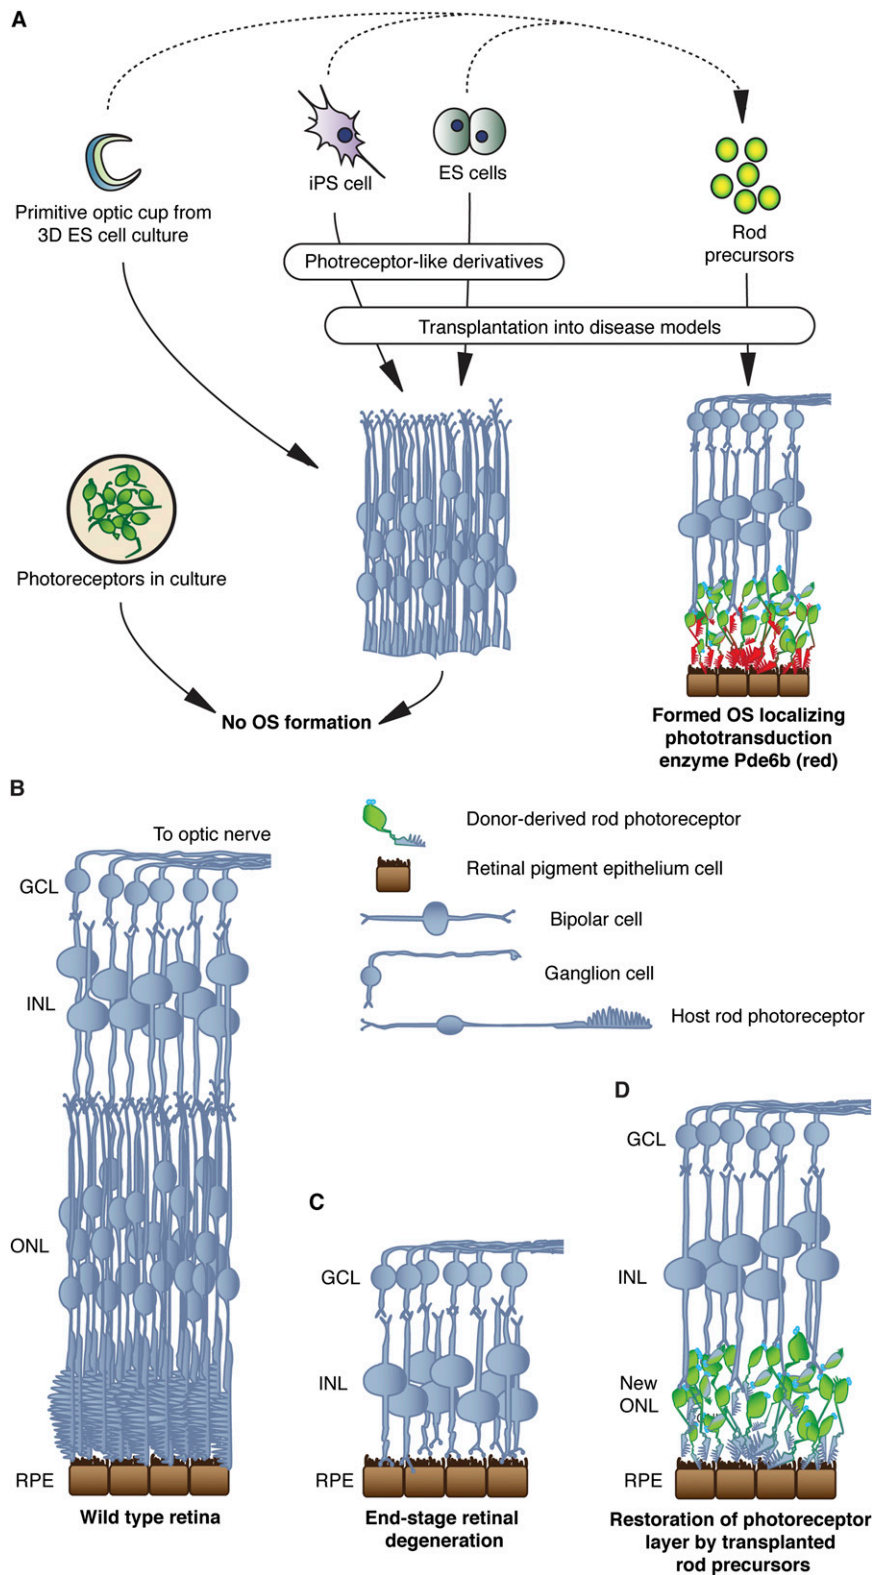 A
Primitive optic cup from
3D ES cell culture
iPS cell
ES cells
Rod
precursors
Photreceptor-like derivatives
Transplantation into disease models
Photoreceptors in culture
No OS formation
Formed OS localizing
phototransduction
enzyme Pde6b (red)
B
To optic nerve
GCL
INL
ONL
RPE
Wild type retina
Donor-derived rod photoreceptor
Retinal pigment epithelium cell
Bipolar cell
Ganglion cell
Host rod photoreceptor
C
GCL
INL
RPE
End-stage retinal
degeneration
D
GCL
INL
New
ONL
RPE
Restoration of photoreceptor
layer by transplanted
rod precursors